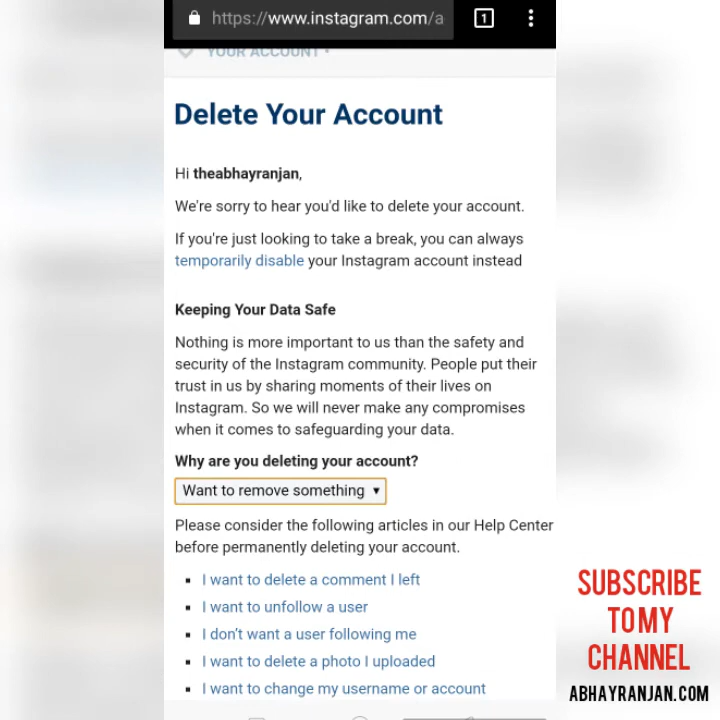 https://www.instagram.com/a
1
YOUR ACCOUNT
Delete Your Account
Hi theabhayranjan,
We're sorry to hear you'd like to delete your account.
If you're just looking to take a break, you can always
temporarily disable your Instagram account instead
Keeping Your Data Safe
Nothing is more important to us than the safety and
security of the Instagram community. People put their
trust in us by sharing moments of their lives on
Instagram. So we will never make any compromises
when it comes to safeguarding your data.
Why are you deleting your account?
Want to remove something
Please consider the following articles in our Help Center
before permanently deleting your account.
I want to delete a comment I left
I want to unfollow a user
I don’t want a user following me
I want to delete a photo I uploaded
I want to change my username or account
SUBSCRIBE
TO MY
CHANNEL
ABHAYRANJAN.COM